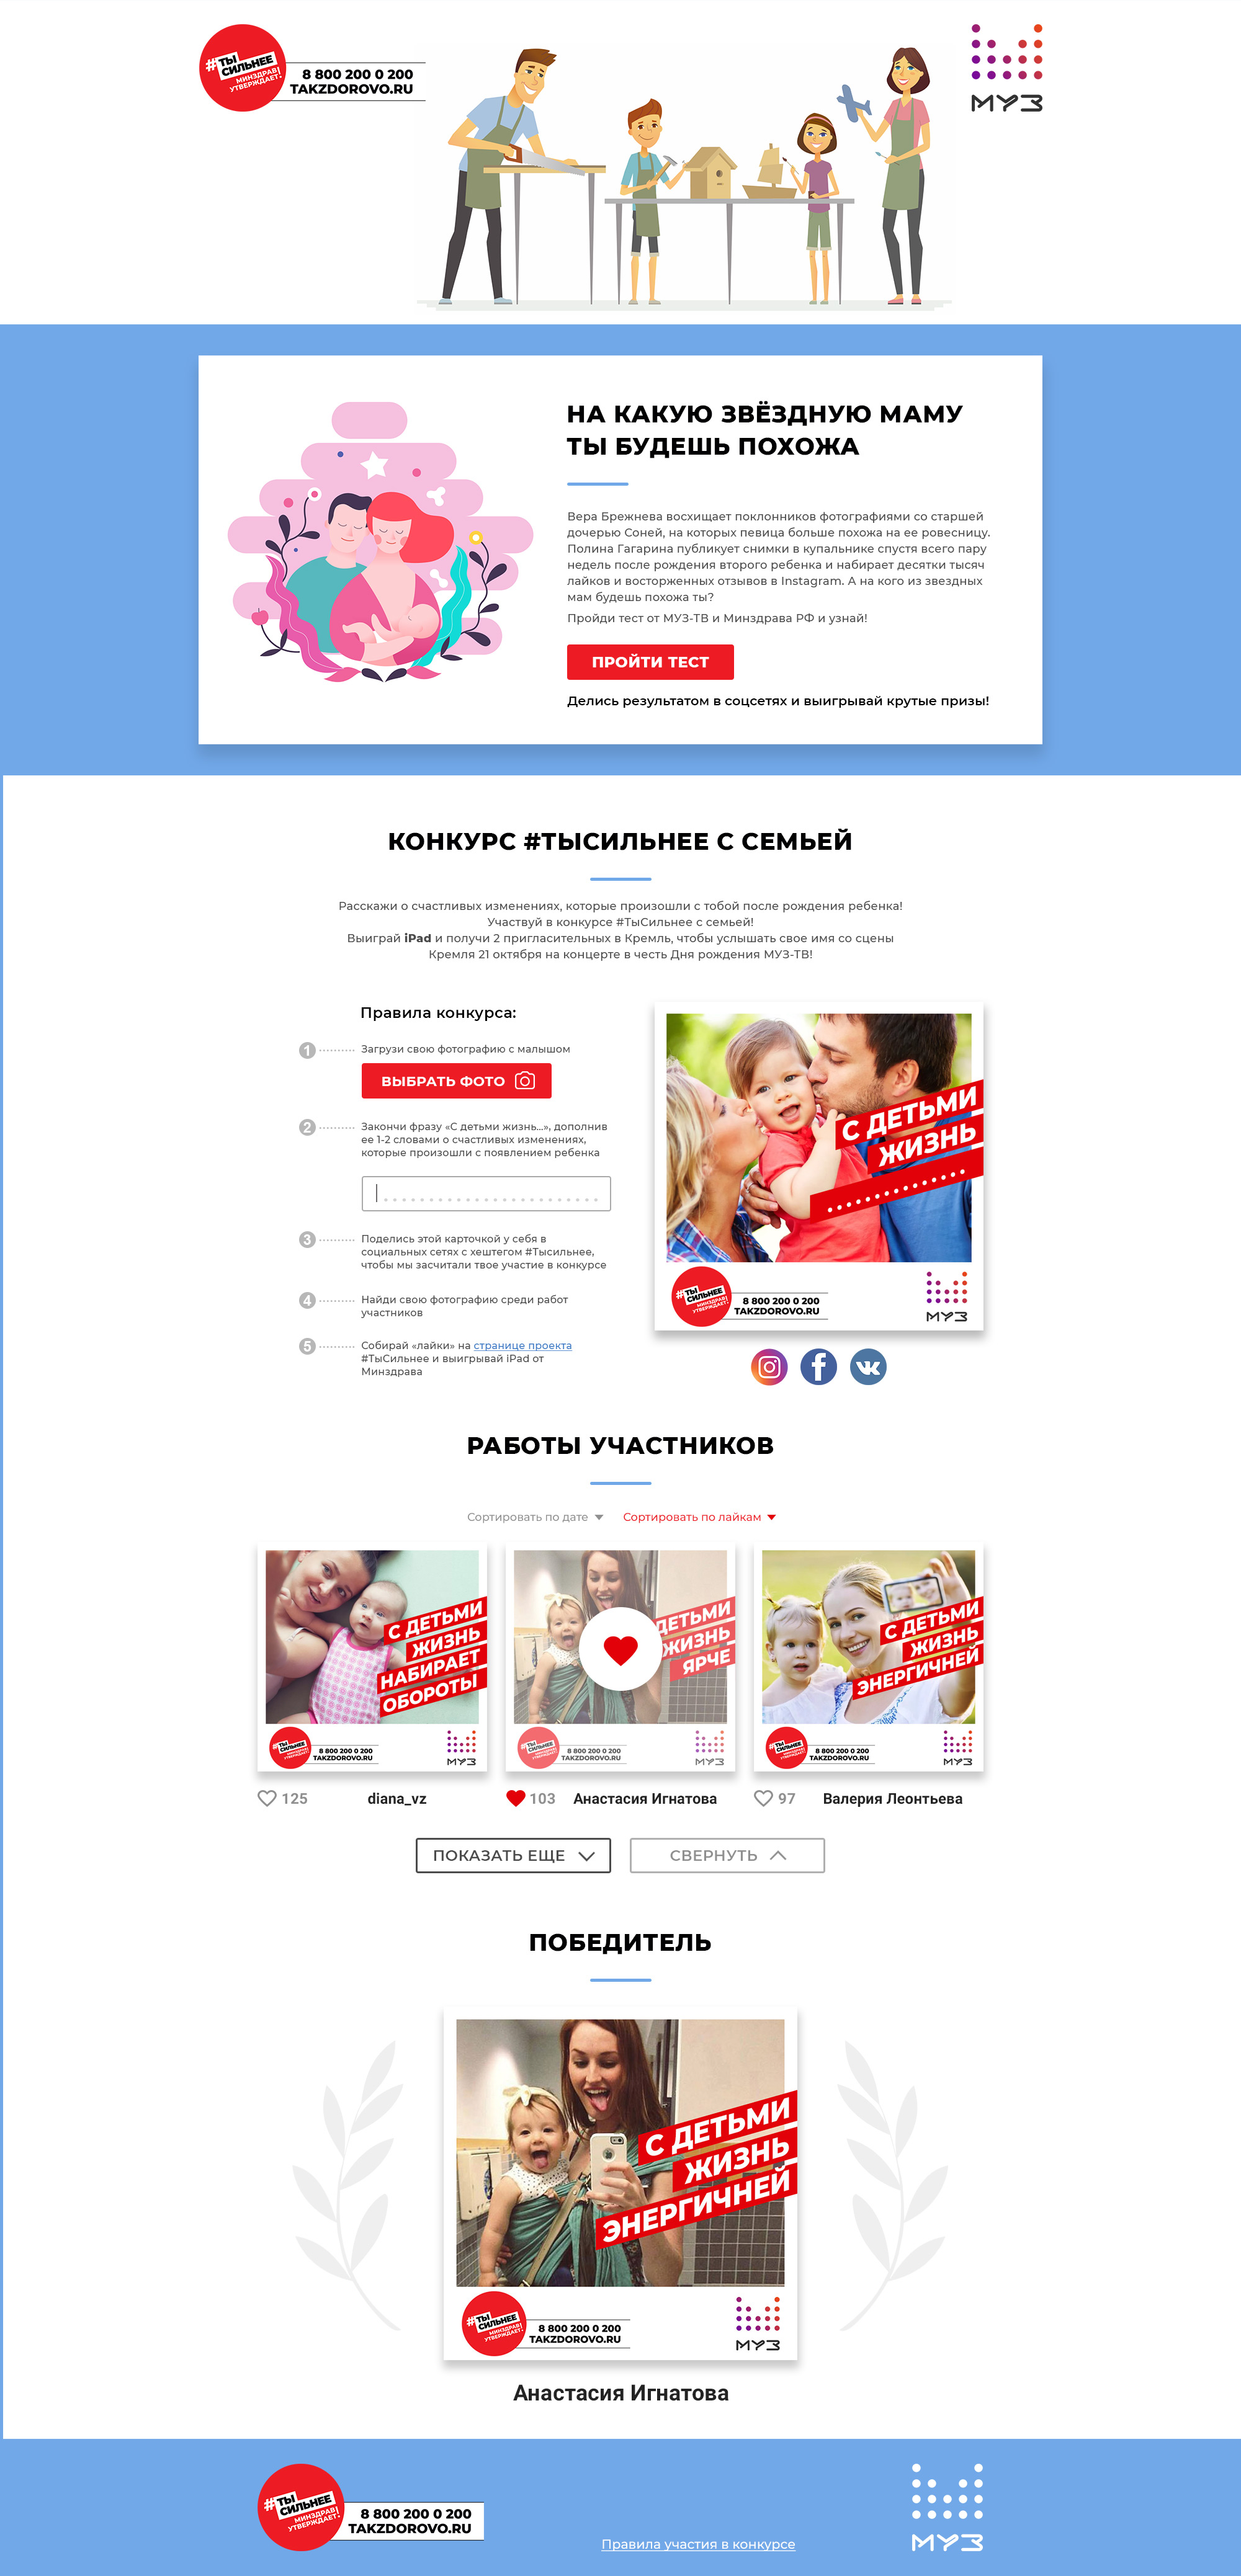 #ТЫ
СИЛЬНЕЕ
МИНЗДРАВ
УТВЕРЖДАЕТ!
8 800 200 0 200
TAKZDOROVO.RU
МУЗ
НА КАКУЮ ЗВЁЗДНУЮ МАМУ
ТЫ БУДЕШЬ ПОХОЖА
Вера Брежнева восхищает поклонников фотографиями со старшей
дочерью Соней, на которых певица больше похожа на ее ровесницу.
Полина Гагарина публикует снимки в купальнике спустя всего пару
недель после рождения второго ребенка и набирает десятки тысяч
лайков и восторженных отзывов в Instagram. А на кого из звездных
мам будешь похожа ты?
Пройди тест от МУЗ-ТВ и Минздрава РФ и узнай!
ПРОЙТИ ТЕСТ
Делись результатом в соцсетях и выигрывай крутые призы!
КОНКУРС #ТЫСИЛЬНЕЕ С СЕМЬЕЙ
Расскажи о счастливых изменениях, которые произошли с тобой после рождения ребенка!
Участвуй в конкурсе #ТыСильнее с семьей!
Выиграй iPad и получи 2 пригласительных в Кремль, чтобы услышать свое имя со сцены
Кремля 21 октября на концерте в честь Дня рождения МУЗ-ТВ!
Правила конкурса:
1 Загрузи свою фотографию с малышом
ВЫБРАТЬ ФОТО
2 Закончи фразу «С детьми жизнь...», дополнив
ее 1-2 словами о счастливых изменениях,
которые произошли с появлением ребенка
3 Поделись этой карточкой у себя в
социальных сетях с хештегом #Тысильнее,
чтобы мы засчитали твое участие в конкурсе
4 Найди свою фотографию среди работ
участников
5 Собирай «лайки» на странице проекта
#ТыСильнее и выигрывай iPad от
Минздрава
С ДЕТЬМИ
ЖИЗНЬ
...............
#ТЫ
СИЛЬНЕЕ
МИНЗДРАВ
УТВЕРЖДАЕТ!
8 800 200 0 200
TAKZDOROVO.RU
МУЗ
РАБОТЫ УЧАСТНИКОВ
Сортировать по дате Сортировать по лайкам
С ДЕТЬМИ
ЖИЗНЬ
НАБИРАЕТ
ОБОРОТЫ
#ТЫ
СИЛЬНЕЕ
8 800 200 0 200
TAKZDOROVO.RU
МУЗ
125 diana_vz
ДЕТЬМИ
ЖИЗНЬ
ЯРЧЕ
#ТЫ
СИЛЬНЕЕ
8 800 200 0 200
TAKZDOROVO.RU
МУЗ
103 Анастасия Игнатова
С ДЕТЬМИ
ЖИЗНЬ
ЭНЕРГИЧНЕЙ
#ТЫ
СИЛЬНЕЕ
8 800 200 0 200
TAKZDOROVO.RU
МУЗ
97 Валерия Леонтьева
ПОКАЗАТЬ ЕЩЕ СВЕРНУТЬ
ПОБЕДИТЕЛЬ
С ДЕТЬМИ
ЖИЗНЬ
ЭНЕРГИЧНЕЙ
#ТЫ
СИЛЬНЕЕ
МИНЗДРАВ
УТВЕРЖДАЕТ!
8 800 200 0 200
TAKZDOROVO.RU
МУЗ
Анастасия Игнатова
#ТЫ
СИЛЬНЕЕ
МИНЗДРАВ
УТВЕРЖДАЕТ!
8 800 200 0 200
TAKZDOROVO.RU
Правила участия в конкурсе
МУЗ